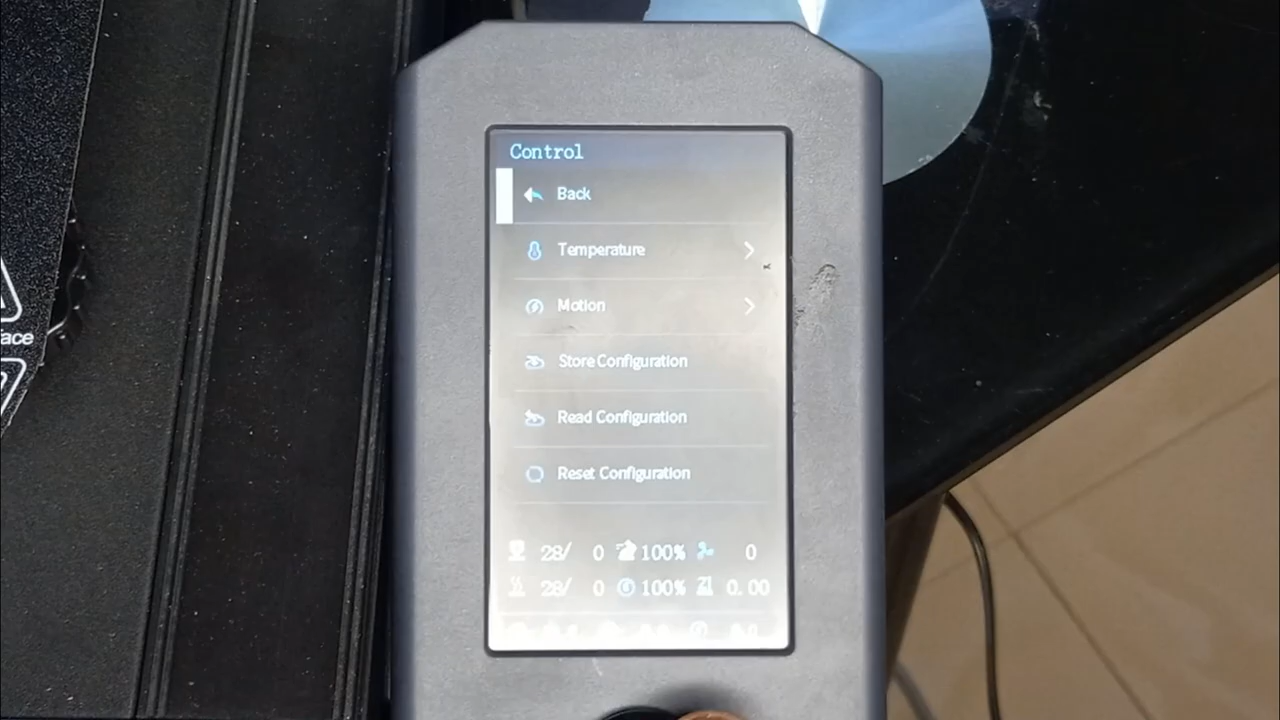 Control
Back
Temperature
Motion
Store Configuration
Read Configuration
Reset Configuration
28/ 0 100% 0
28/ 0 100% 0.00
ace